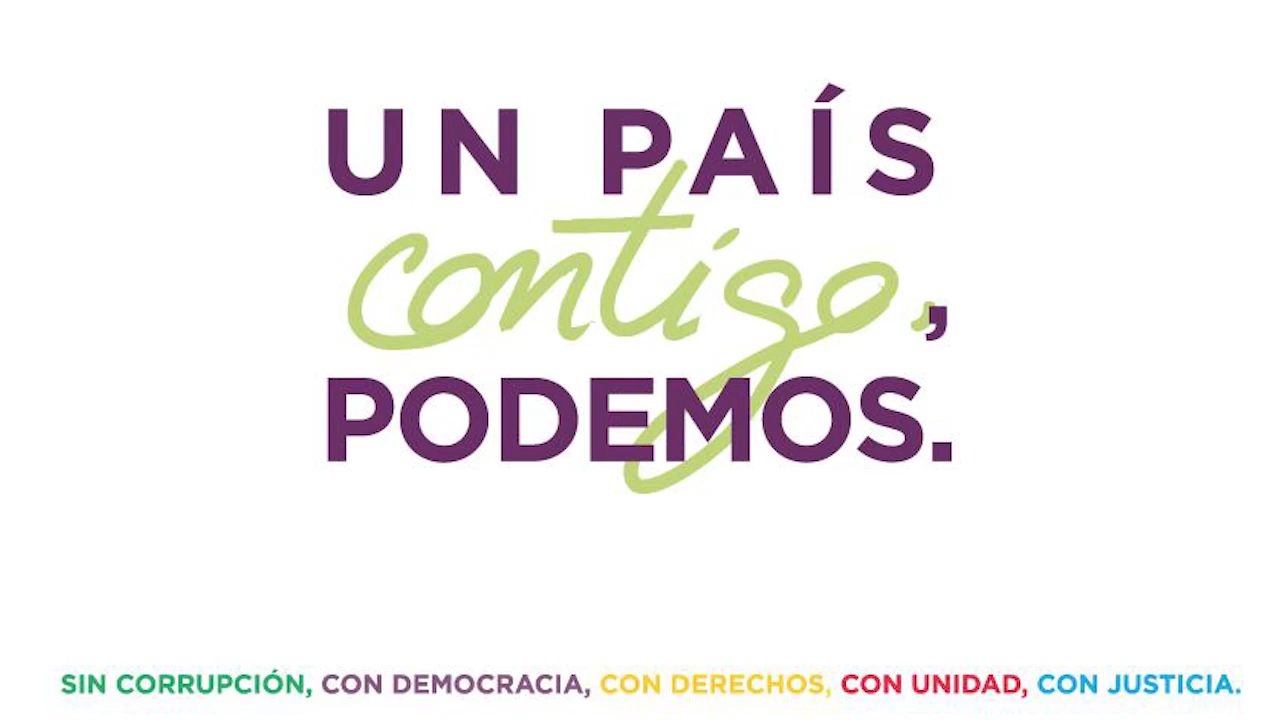 UN PAÍS
contigo,
PODEMOS.
SIN CORRUPCIÓN, CON DEMOCRACIA, CON DERECHOS, CON UNIDAD, CON JUSTICIA.